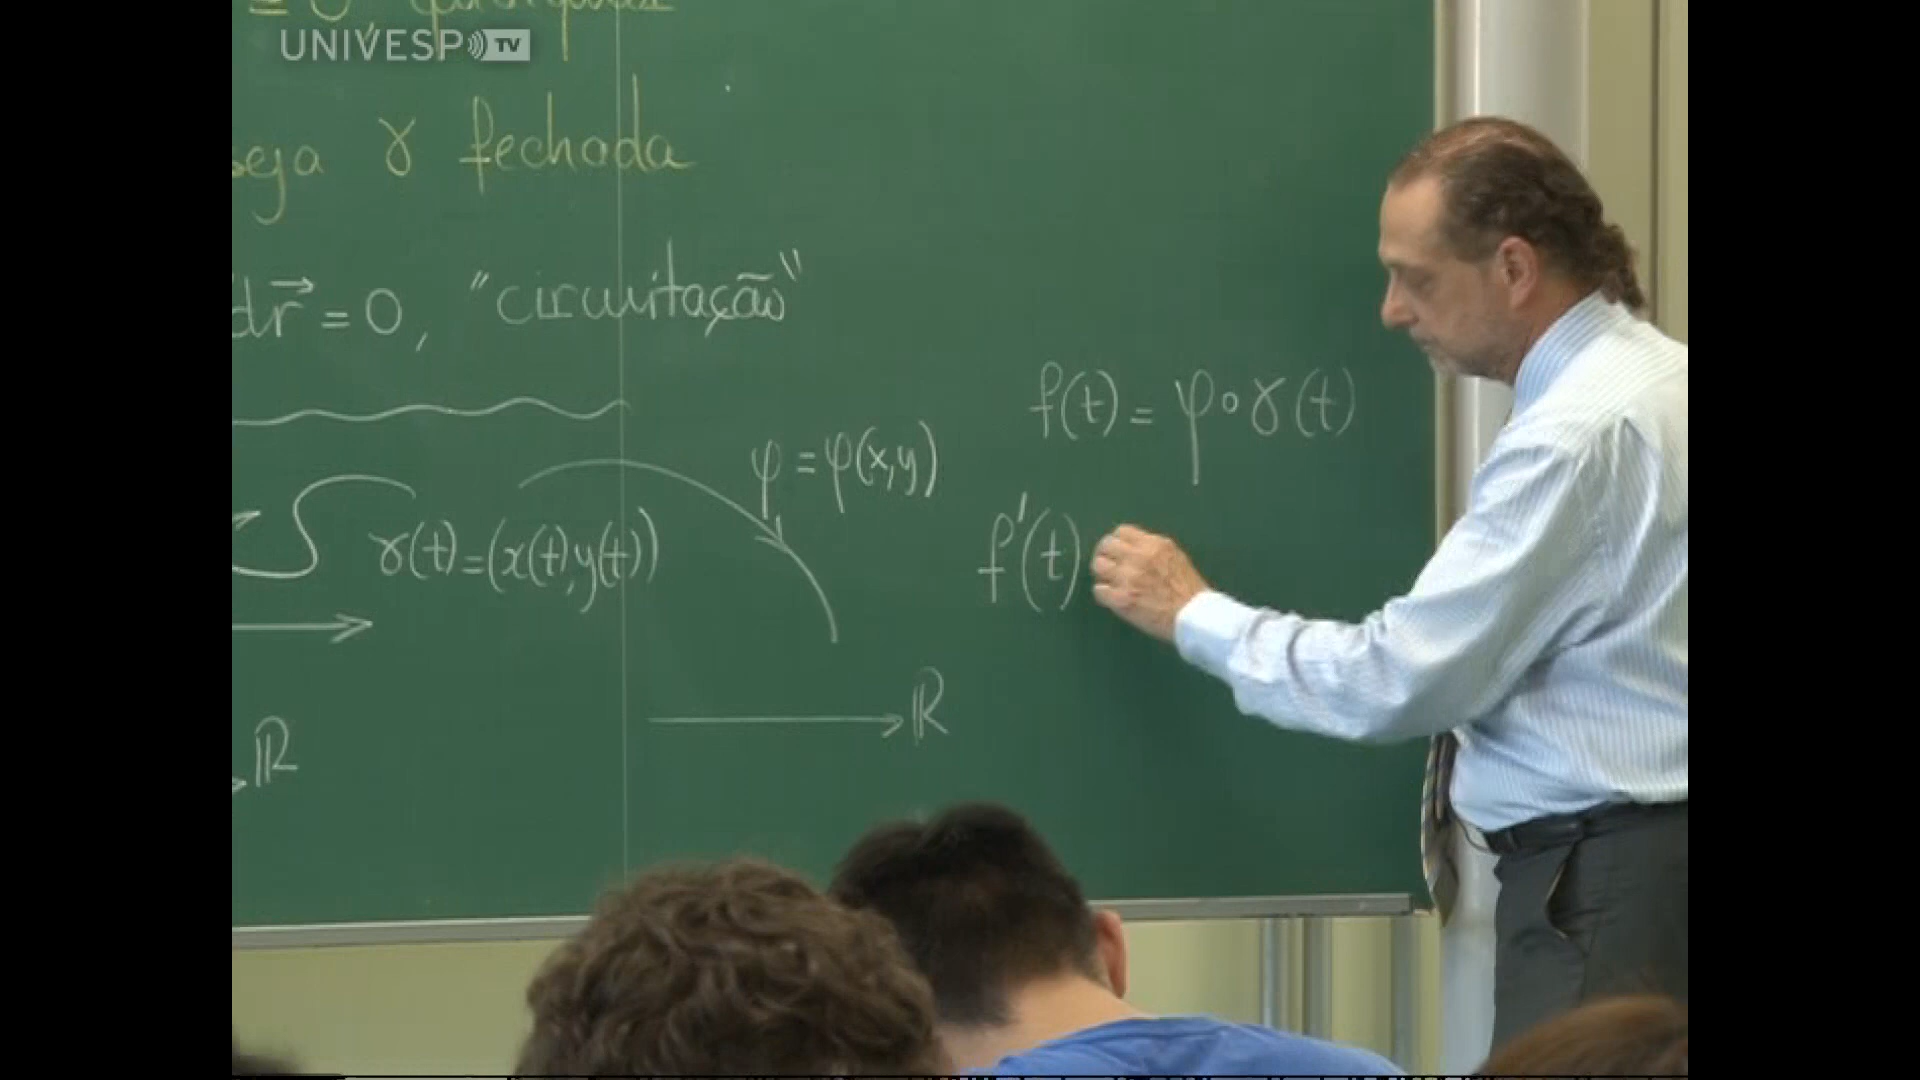 UNIVESP TV
seja γ fechada
dr⃗ = 0, "circuitação"
f(t) = φ∘γ(t)
φ = φ(x,y)
γ(t)=(x(t),y(t))
f'(t)
ℝ
ℝ